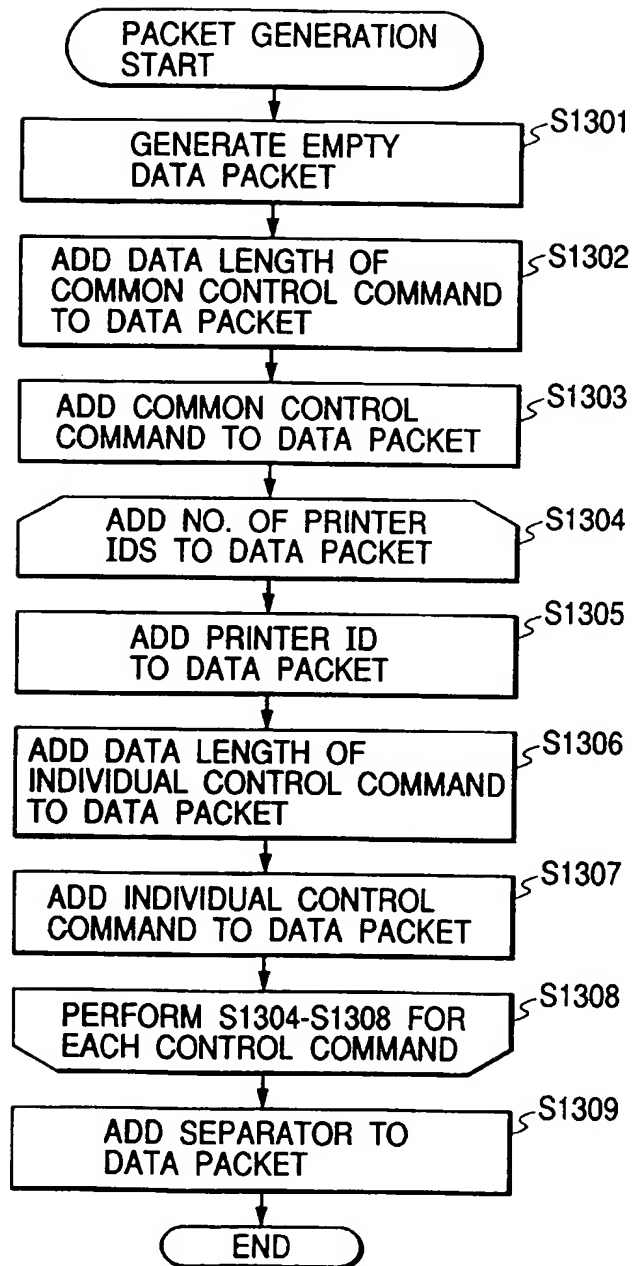 PACKET GENERATION
START
S1301
GENERATE EMPTY
DATA PACKET
S1302
ADD DATA LENGTH OF
COMMON CONTROL COMMAND
TO DATA PACKET
S1303
ADD COMMON CONTROL
COMMAND TO DATA PACKET
S1304
ADD NO. OF PRINTER
IDS TO DATA PACKET
S1305
ADD PRINTER ID
TO DATA PACKET
S1306
ADD DATA LENGTH OF
INDIVIDUAL CONTROL COMMAND
TO DATA PACKET
S1307
ADD INDIVIDUAL CONTROL
COMMAND TO DATA PACKET
S1308
PERFORM S1304-S1308 FOR
EACH CONTROL COMMAND
S1309
ADD SEPARATOR TO
DATA PACKET
END